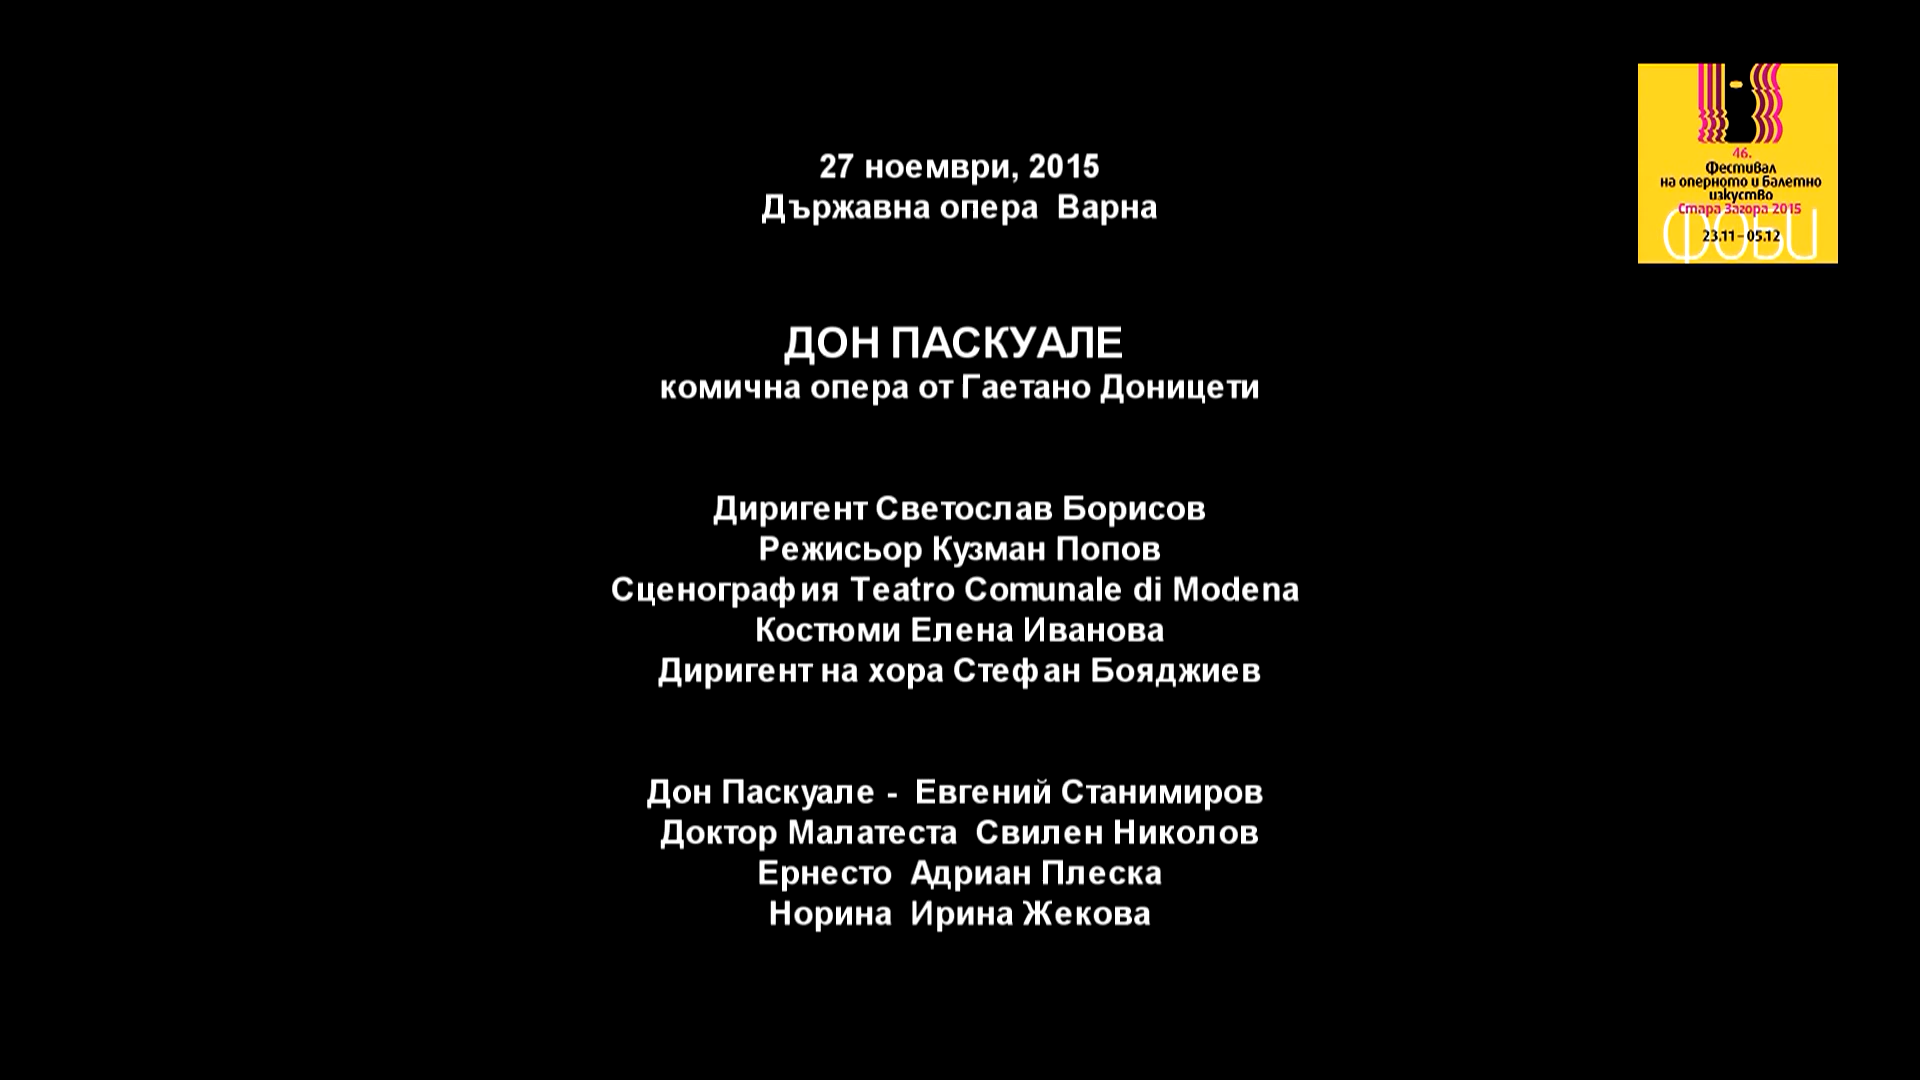 27 ноември, 2015
Държавна опера  Варна
ДОН ПАСКУАЛЕ
комична опера от Гаетано Доницети
Диригент Светослав Борисов
Режисьор Кузман Попов
Сценография Teatro Comunale di Modena
Костюми Елена Иванова
Диригент на хора Стефан Бояджиев
Дон Паскуале -  Евгений Станимиров
Доктор Малатеста  Свилен Николов
Ернесто  Адриан Плеска
Норина  Ирина Жекова
46.
Фестивал
на оперното и балетно
изкуство
Стара Загора 2015
23.11 – 05.12
ФОБИ